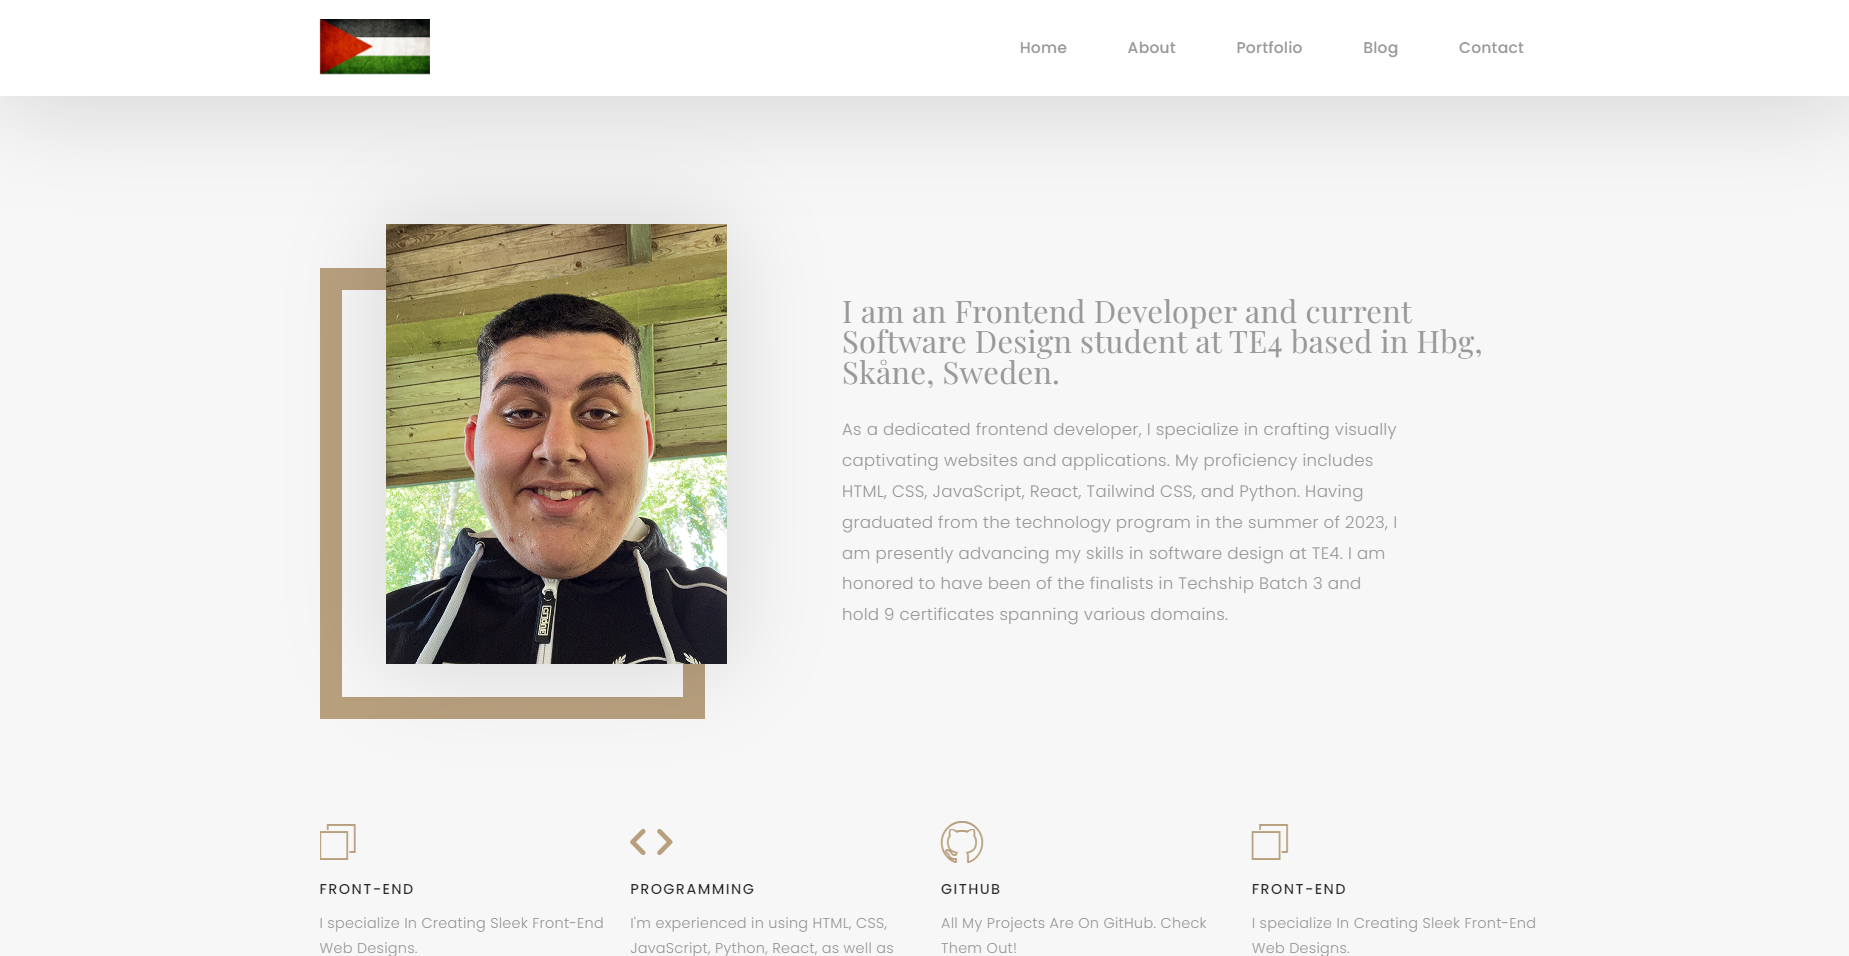 Home About Portfolio Blog Contact
I am an Frontend Developer and current
Software Design student at TE4 based in Hbg,
Skåne, Sweden.
As a dedicated frontend developer, I specialize in crafting visually
captivating websites and applications. My proficiency includes
HTML, CSS, JavaScript, React, Tailwind CSS, and Python. Having
graduated from the technology program in the summer of 2023, I
am presently advancing my skills in software design at TE4. I am
honored to have been of the finalists in Techship Batch 3 and
hold 9 certificates spanning various domains.
FRONT-END
I specialize In Creating Sleek Front-End
Web Designs.
PROGRAMMING
I'm experienced in using HTML, CSS,
JavaScript, Python, React, as well as
GITHUB
All My Projects Are On GitHub. Check
Them Out!
FRONT-END
I specialize In Creating Sleek Front-End
Web Designs.